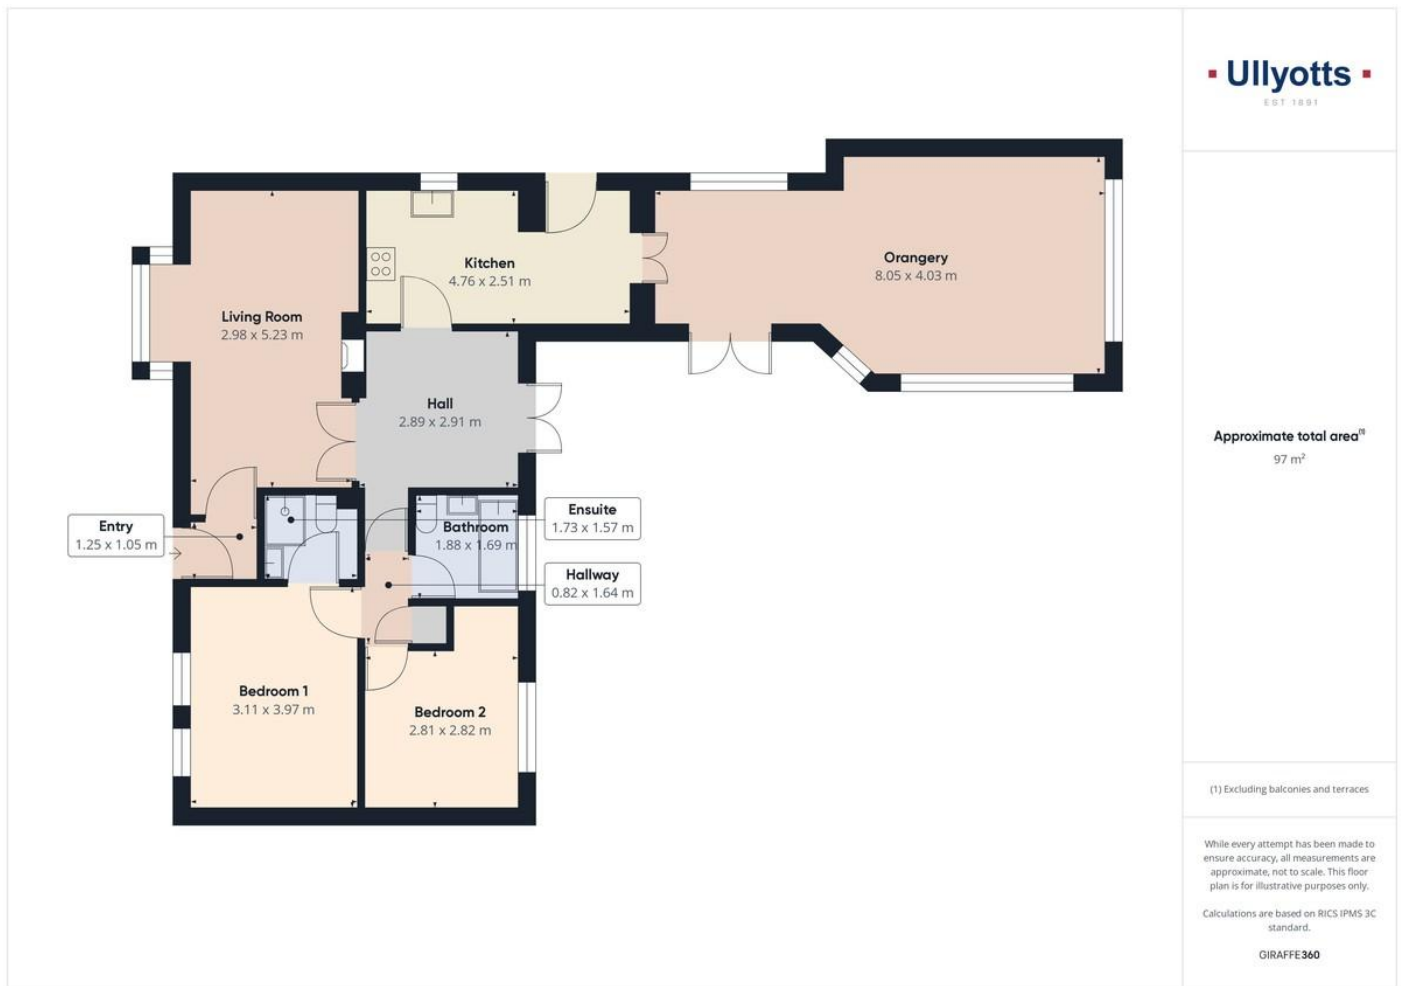 Ullyotts
EST 1891
Kitchen
4.76 x 2.51 m
Orangery
8.05 x 4.03 m
Living Room
2.98 x 5.23 m
Hall
2.89 x 2.91 m
Entry
1.25 x 1.05 m
Bathroom
1.88 x 1.69 m
Ensuite
1.73 x 1.57 m
Hallway
0.82 x 1.64 m
Bedroom 1
3.11 x 3.97 m
Bedroom 2
2.81 x 2.82 m
Approximate total area(1)
97 m²
(1) Excluding balconies and terraces
While every attempt has been made to
ensure accuracy, all measurements are
approximate, not to scale. This floor
plan is for illustrative purposes only.
Calculations are based on RICS IPMS 3C
standard.
GIRAFFE360